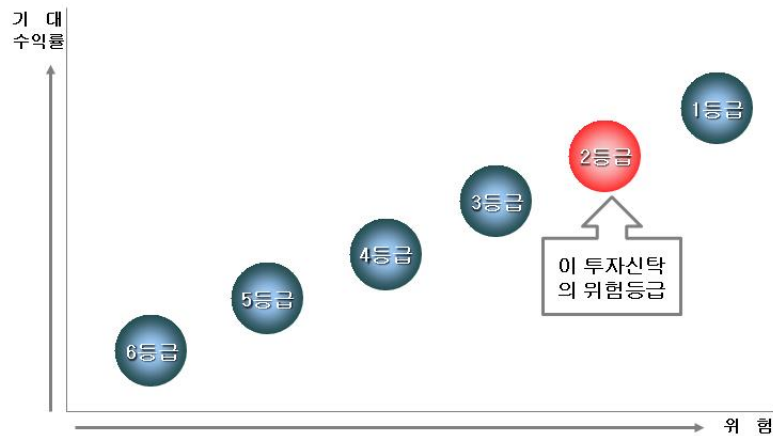 기 대
수익률
1등급
2등급
3등급
4등급
이 투자신탁
의 위험등급
5등급
6등급
위 험